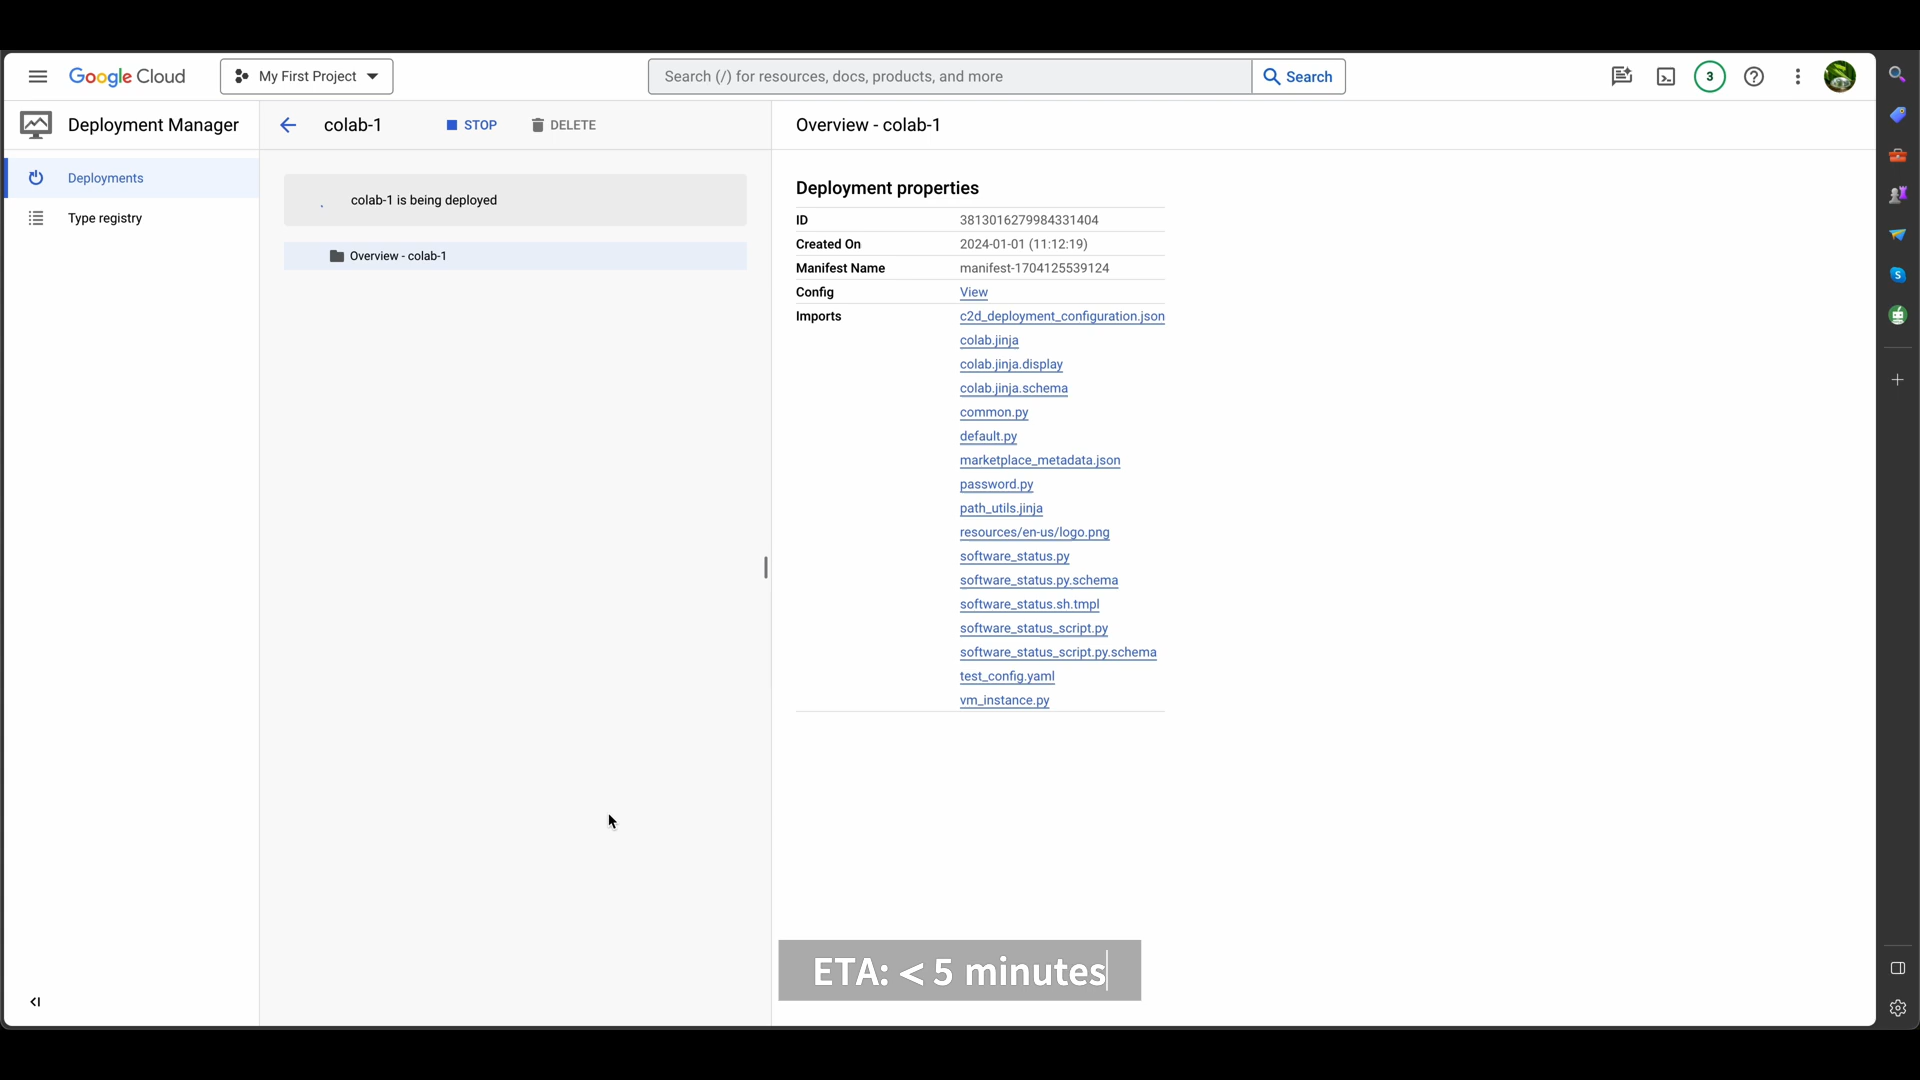 Google Cloud
My First Project
Search (/) for resources, docs, products, and more
Search
3
Deployment Manager
colab-1
STOP
DELETE
Overview - colab-1
Deployments
Type registry
colab-1 is being deployed
Overview - colab-1
Deployment properties
ID 3813016279984331404
Created On 2024-01-01 (11:12:19)
Manifest Name manifest-1704125539124
Config View
Imports c2d_deployment_configuration.json
colab.jinja
colab.jinja.display
colab.jinja.schema
common.py
default.py
marketplace_metadata.json
password.py
path_utils.jinja
resources/en-us/logo.png
software_status.py
software_status.py.schema
software_status.sh.tmpl
software_status_script.py
software_status_script.py.schema
test_config.yaml
vm_instance.py
ETA: < 5 minutes
S